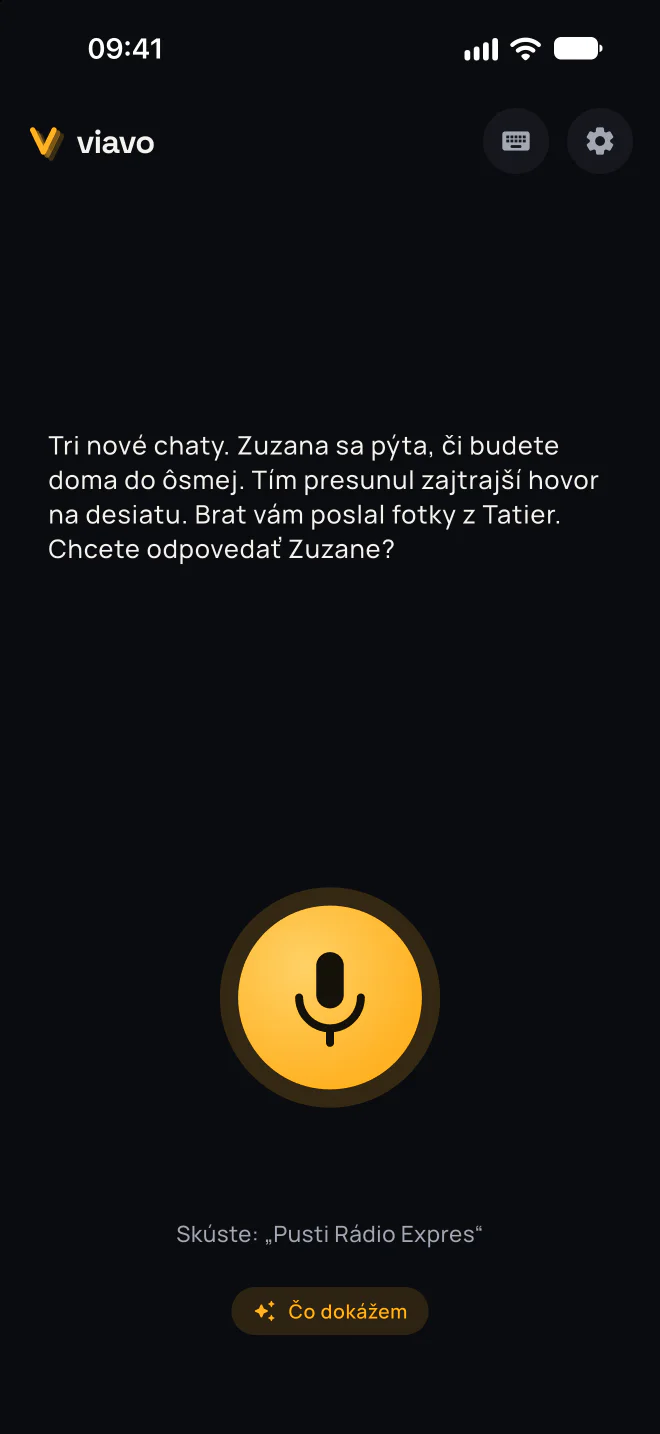 09:41
viavo
Tri nové chaty. Zuzana sa pýta, či budete
doma do ôsmej. Tím presunul zajtrajší hovor
na desiatu. Brat vám poslal fotky z Tatier.
Chcete odpovedať Zuzane?
Skúste: „Pusti Rádio Expres“
Čo dokážem